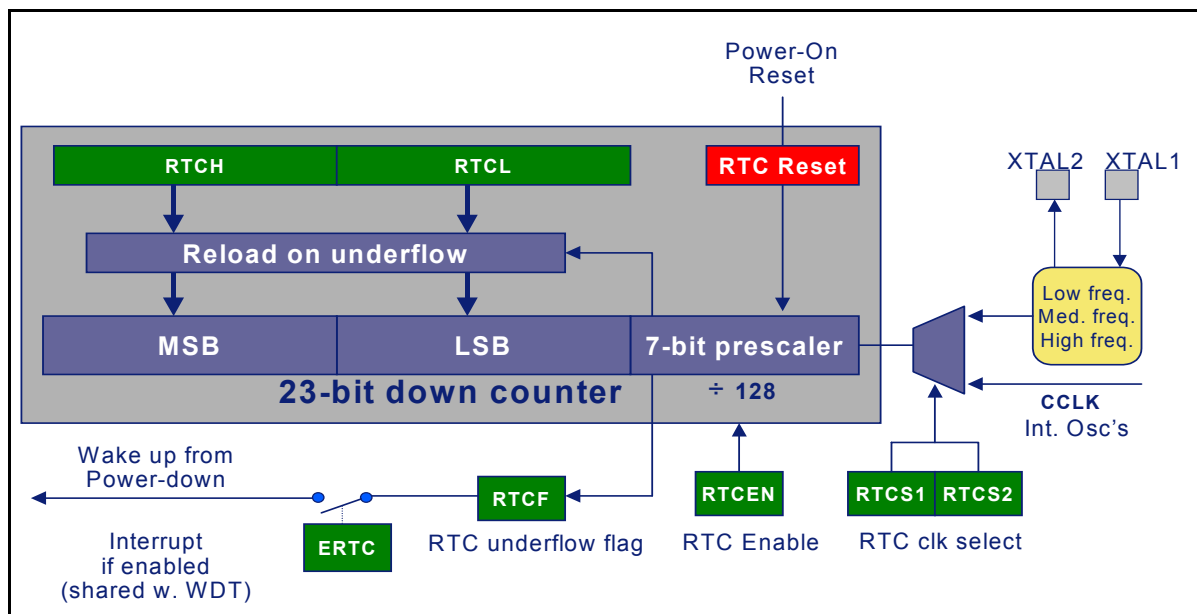 Power-On
Reset
RTCH
RTCL
RTC Reset
XTAL2
XTAL1
Reload on underflow
Low freq.
Med. freq.
High freq.
MSB
LSB
7-bit prescaler
23-bit down counter
÷ 128
CCLK
Int. Osc's
Wake up from
Power-down
RTCF
RTCEN
RTCS1
RTCS2
ERTC
RTC underflow flag
RTC Enable
RTC clk select
Interrupt
if enabled
(shared w. WDT)